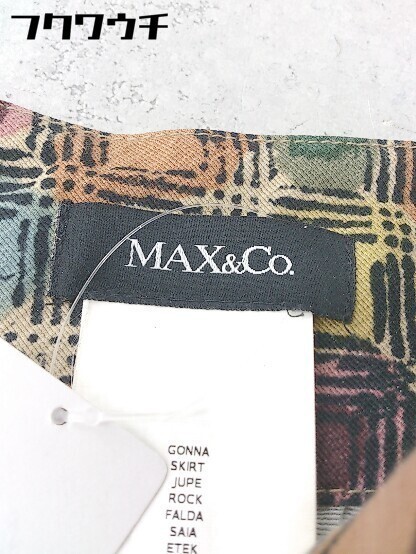 フクワウチ
MAX&Co.
GONNA
SKIRT
JUPE
ROCK
FALDA
SAIA
ETEK